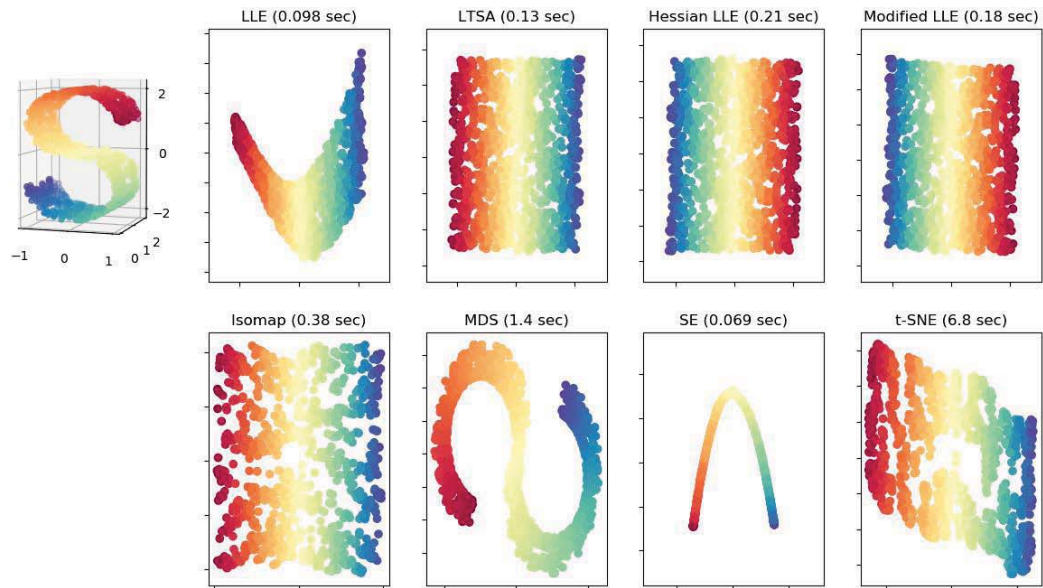 LLE (0.098 sec)
LTSA (0.13 sec)
Hessian LLE (0.21 sec)
Modified LLE (0.18 sec)
2
0
−2
−1
0
1
0
1
2
Isomap (0.38 sec)
MDS (1.4 sec)
SE (0.069 sec)
t-SNE (6.8 sec)